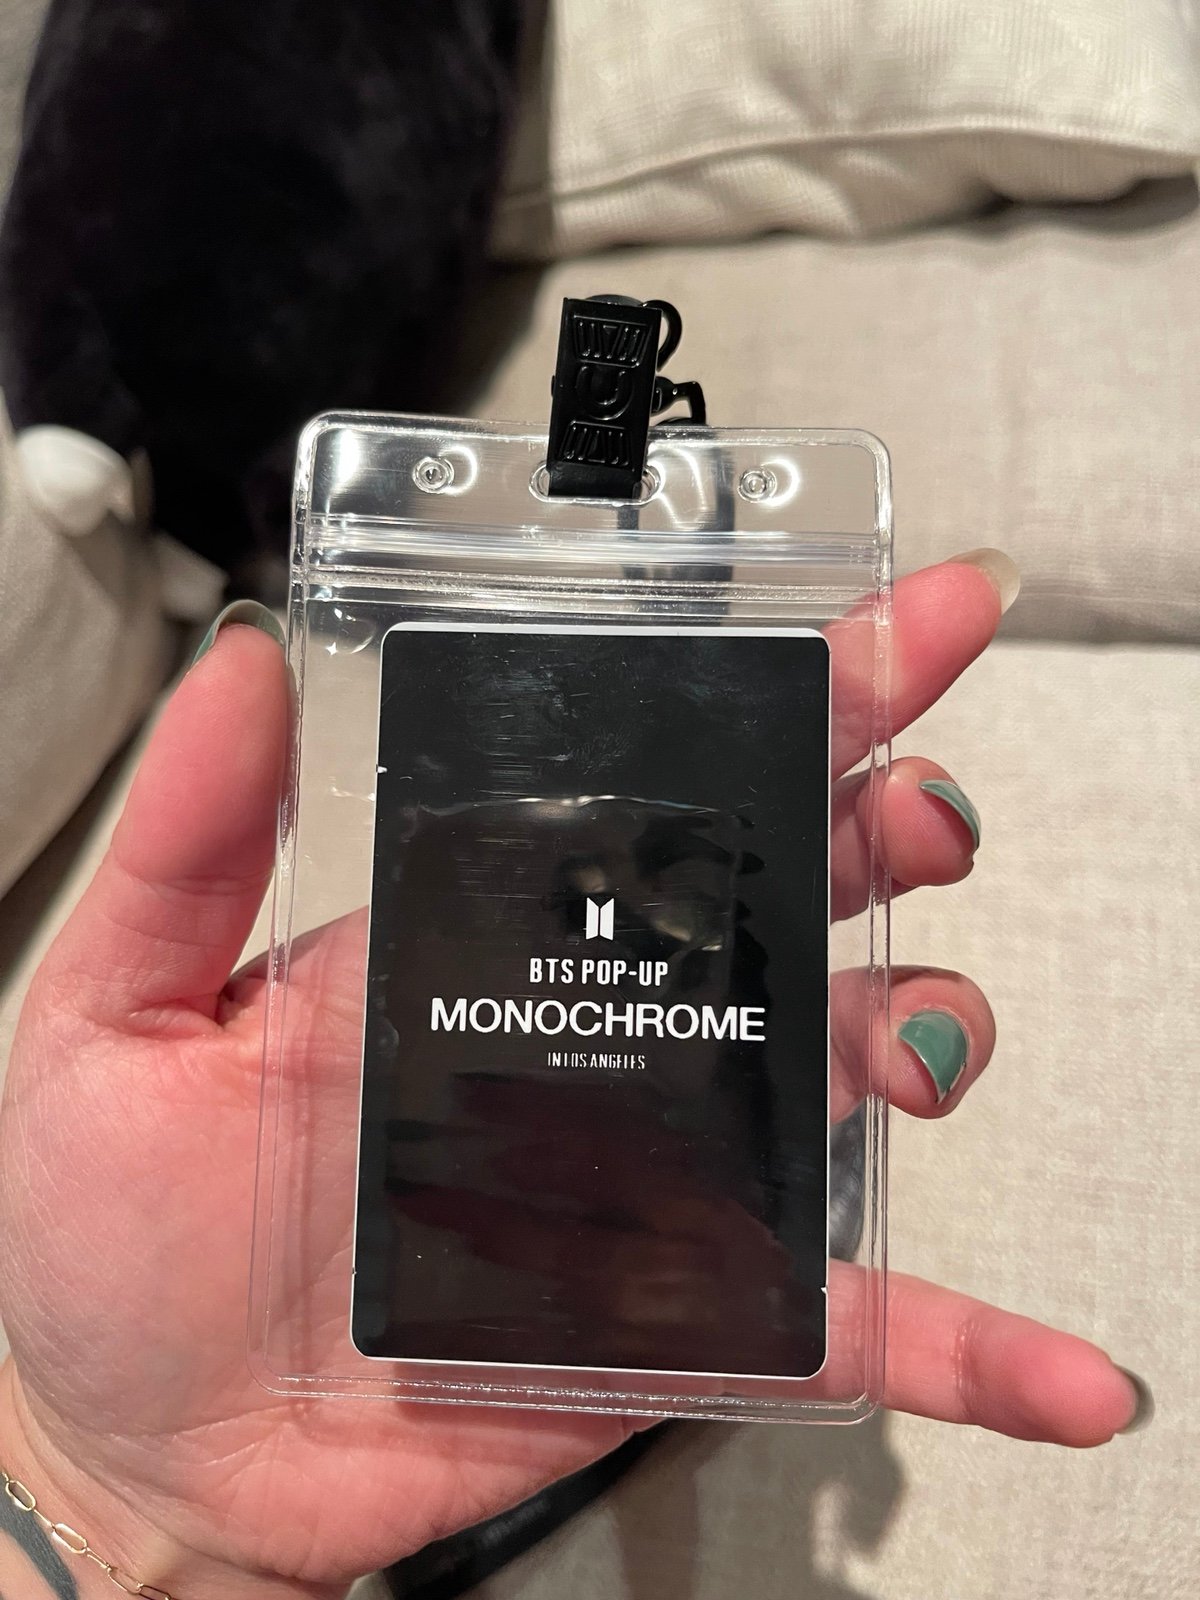 BTS POP-UP
MONOCHROME
IN LOS ANGELES